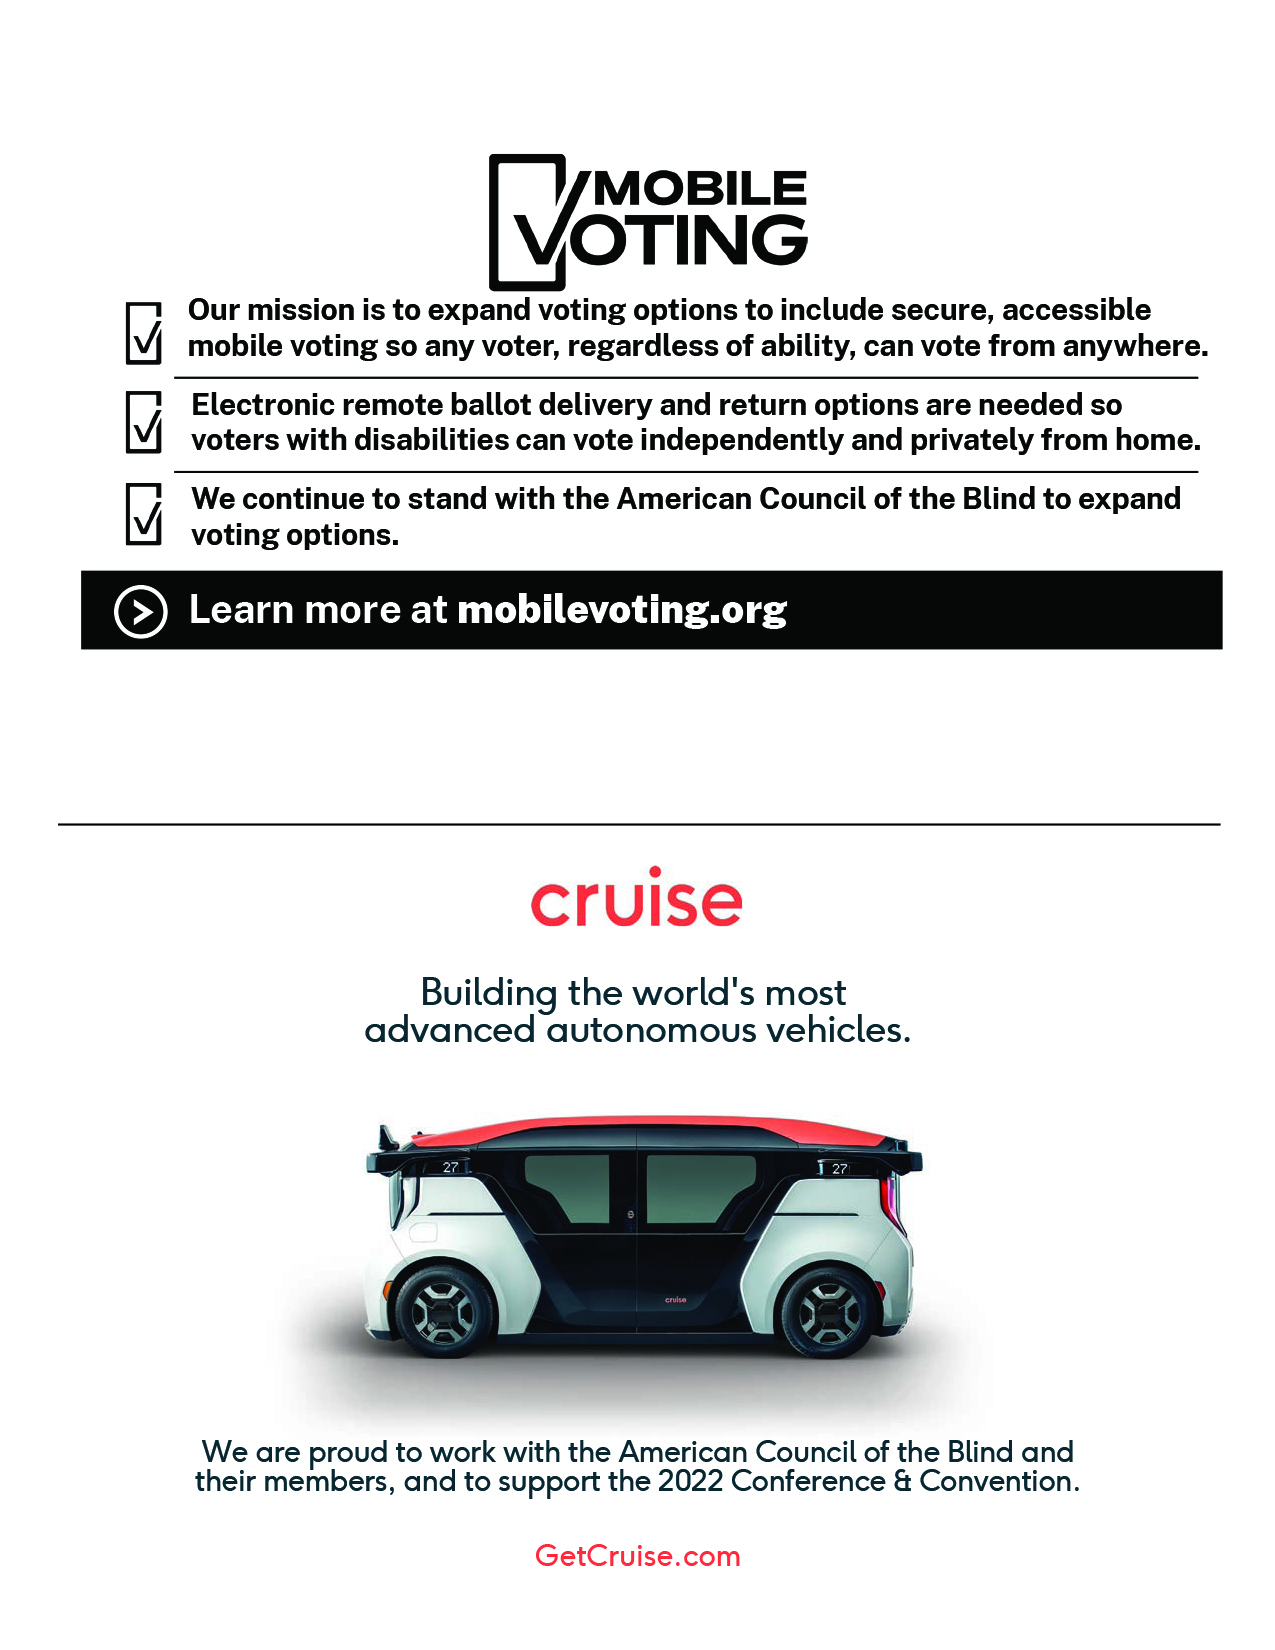 MOBILE
VOTING
Our mission is to expand voting options to include secure, accessible
mobile voting so any voter, regardless of ability, can vote from anywhere.
Electronic remote ballot delivery and return options are needed so
voters with disabilities can vote independently and privately from home.
We continue to stand with the American Council of the Blind to expand
voting options.
Learn more at mobilevoting.org
cruise
Building the world's most
advanced autonomous vehicles.
27 27
cruise
We are proud to work with the American Council of the Blind and
their members, and to support the 2022 Conference & Convention.
GetCruise.com